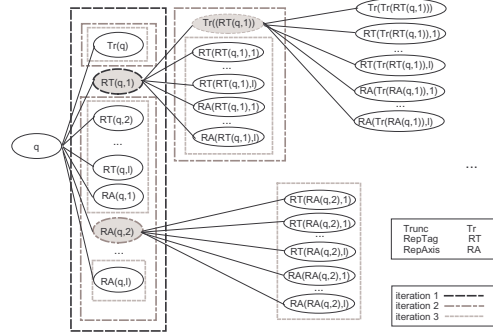 q
Tr(q)
RT(q,1)
RT(q,2)
...
RT(q,l)
RA(q,1)
RA(q,2)
...
RA(q,l)
Tr((RT(q,1))
RT(RT(q,1),1)
...
RT(RT(q,1),l)
RA(RT(q,1),1)
...
RA(RT(q,1),l)
Tr(Tr(RT(q,1)))
RT(Tr(RT(q,1)),1)
...
RT(Tr(RT(q,1)),l)
RA(Tr(RA(q,1)),1)
...
RA(Tr(RA(q,1)),l)
...
RT(RA(q,2),1)
RT(RA(q,2),1)
...
RT(RA(q,2),l)
RA(RA(q,2),1)
...
RA(RA(q,2),l)
Trunc Tr
RepTag RT
RepAxis RA
iteration 1
iteration 2
iteration 3